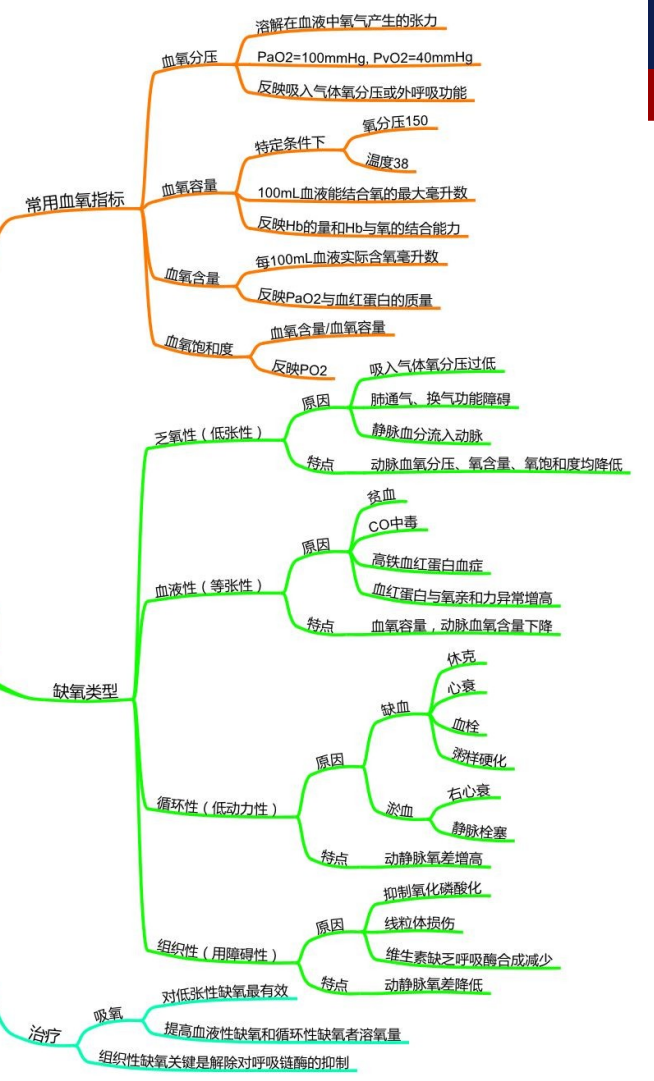 常用血氧指标
血氧分压
溶解在血液中氧气产生的张力
PaO2=100mmHg, PvO2=40mmHg
反映吸入气体氧分压或外呼吸功能
血氧容量
特定条件下
氧分压150
温度38
100mL血液能结合氧的最大毫升数
反映Hb的量和Hb与氧的结合能力
血氧含量
每100mL血液实际含氧毫升数
反映PaO2与血红蛋白的质量
血氧饱和度
血氧含量/血氧容量
反映PO2
缺氧类型
乏氧性（低张性）
原因
吸入气体氧分压过低
肺通气、换气功能障碍
静脉血分流入动脉
特点
动脉血氧分压、氧含量、氧饱和度均降低
血液性（等张性）
原因
贫血
CO中毒
高铁血红蛋白血症
血红蛋白与氧亲和力异常增高
特点
血氧容量，动脉血氧含量下降
循环性（低动力性）
原因
缺血
休克
心衰
血栓
粥样硬化
淤血
右心衰
静脉栓塞
特点
动静脉氧差增高
组织性（用障碍性）
原因
抑制氧化磷酸化
线粒体损伤
维生素缺乏呼吸酶合成减少
特点
动静脉氧差降低
治疗
吸氧
对低张性缺氧最有效
提高血液性缺氧和循环性缺氧者溶氧量
组织性缺氧关键是解除对呼吸链酶的抑制